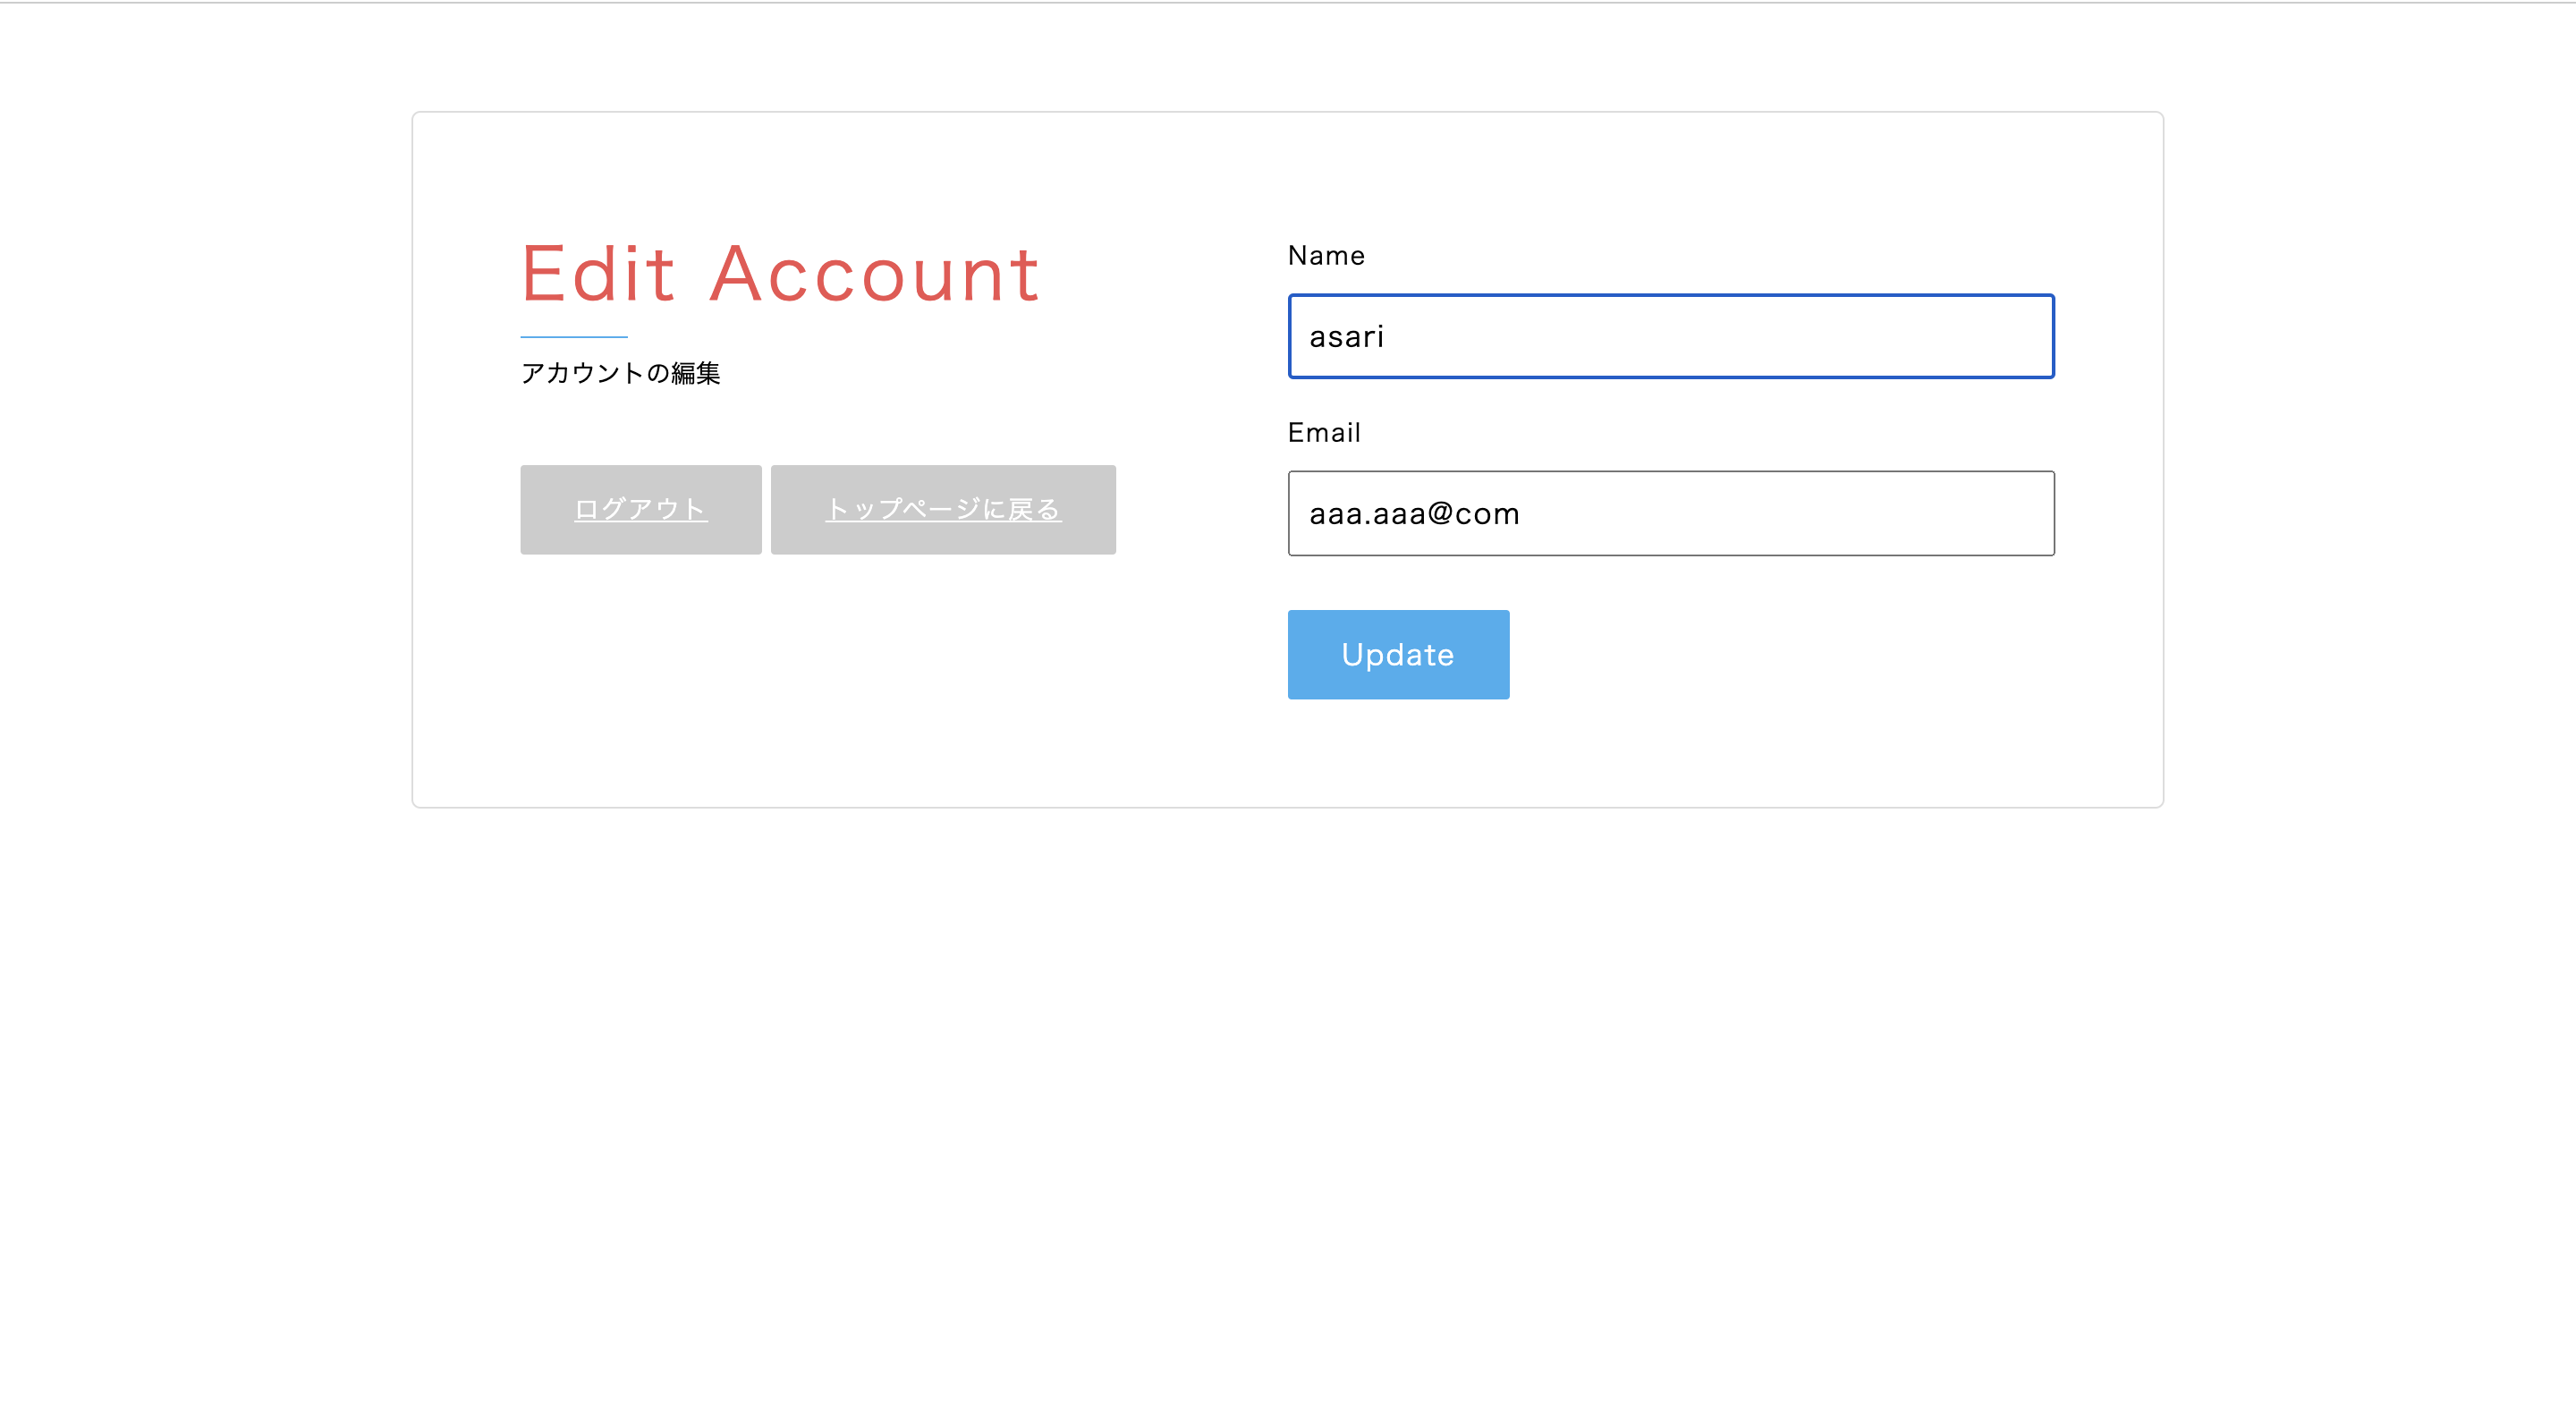 Edit Account
アカウントの編集
ログアウト
トップページに戻る
Name
asari
Email
aaa.aaa@com
Update